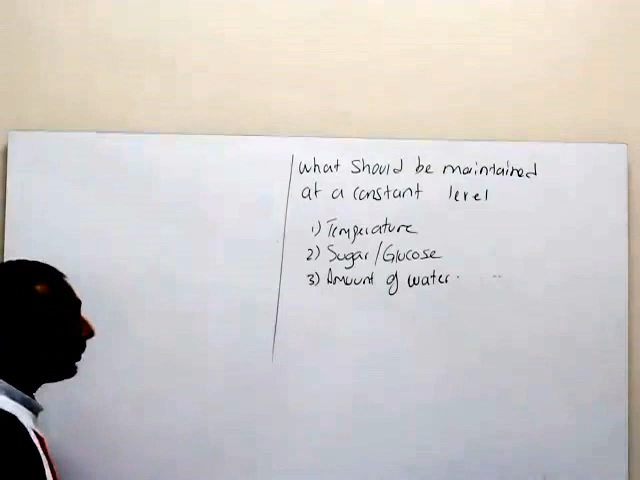 what should be maintained
at a constant level
1) Temperature
2) Sugar/Glucose
3) Amount of water.